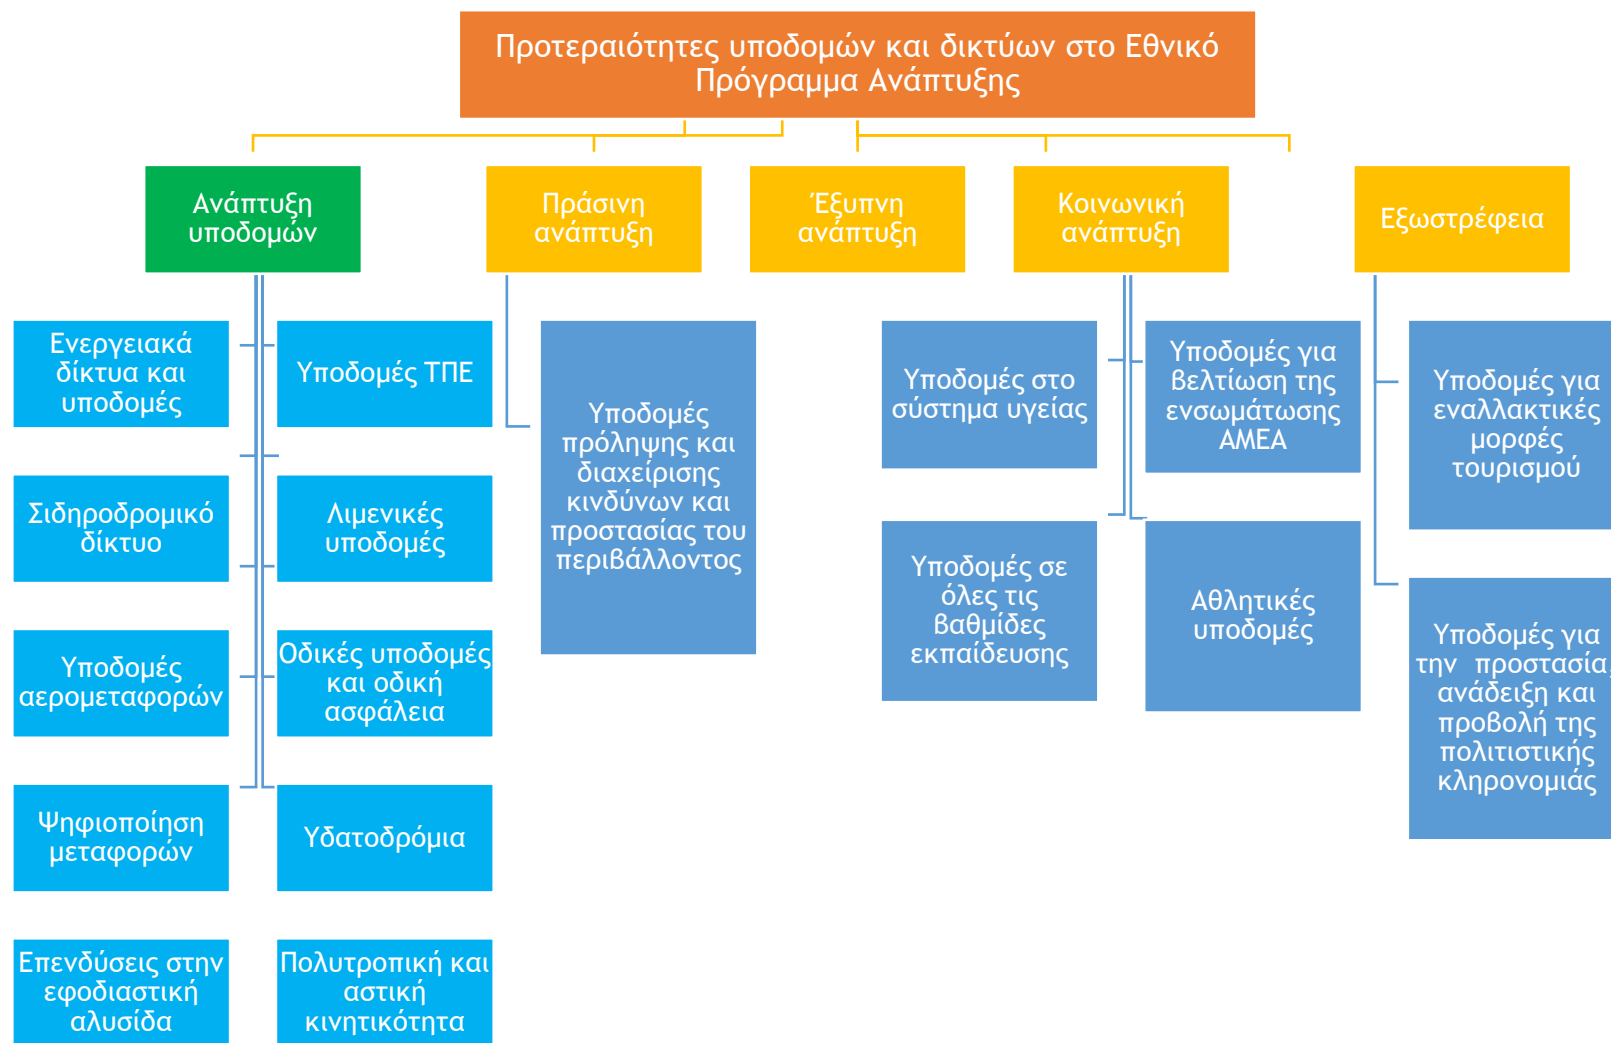 Προτεραιότητες υποδομών και δικτύων στο Εθνικό
Πρόγραμμα Ανάπτυξης
Ανάπτυξη
υποδομών
Πράσινη
ανάπτυξη
Έξυπνη
ανάπτυξη
Κοινωνική
ανάπτυξη
Εξωστρέφεια
Ενεργειακά
δίκτυα και
υποδομές
Υποδομές ΤΠΕ
Σιδηροδρομικό
δίκτυο
Λιμενικές
υποδομές
Υποδομές
αερομεταφορών
Οδικές υποδομές
και οδική
ασφάλεια
Ψηφιοποίηση
μεταφορών
Υδατοδρόμια
Επενδύσεις στην
εφοδιαστική
αλυσίδα
Πολυτροπική και
αστική
κινητικότητα
Υποδομές
πρόληψης και
διαχείρισης
κινδύνων και
προστασίας του
περιβάλλοντος
Υποδομές στο
σύστημα υγείας
Υποδομές για
βελτίωση της
ενσωμάτωσης
ΑΜΕΑ
Υποδομές σε
όλες τις
βαθμίδες
εκπαίδευσης
Αθλητικές
υποδομές
Υποδομές για
εναλλακτικές
μορφές
τουρισμού
Υποδομές για
την προστασία,
ανάδειξη και
προβολή της
πολιτιστικής
κληρονομιάς